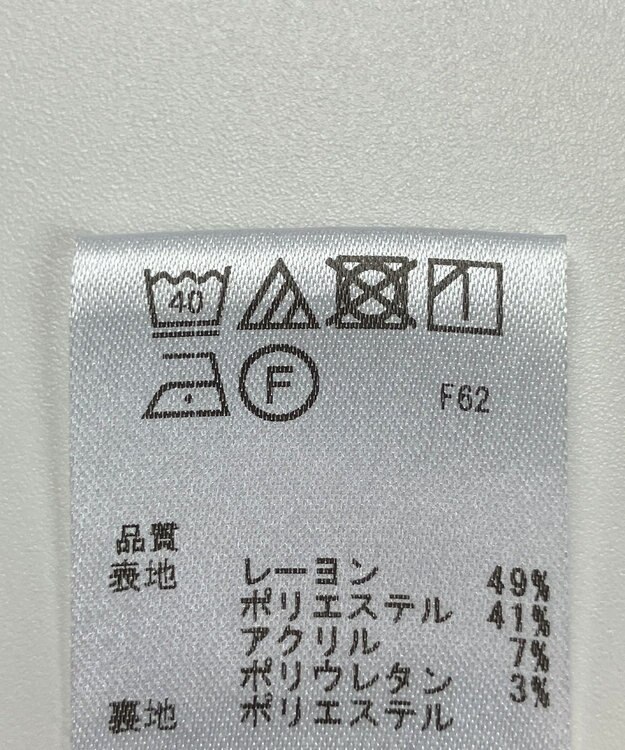 40
F F62
品質
表地 レーヨン 49%
ポリエステル 41%
アクリル 7%
ポリウレタン 3%
裏地 ポリエステル